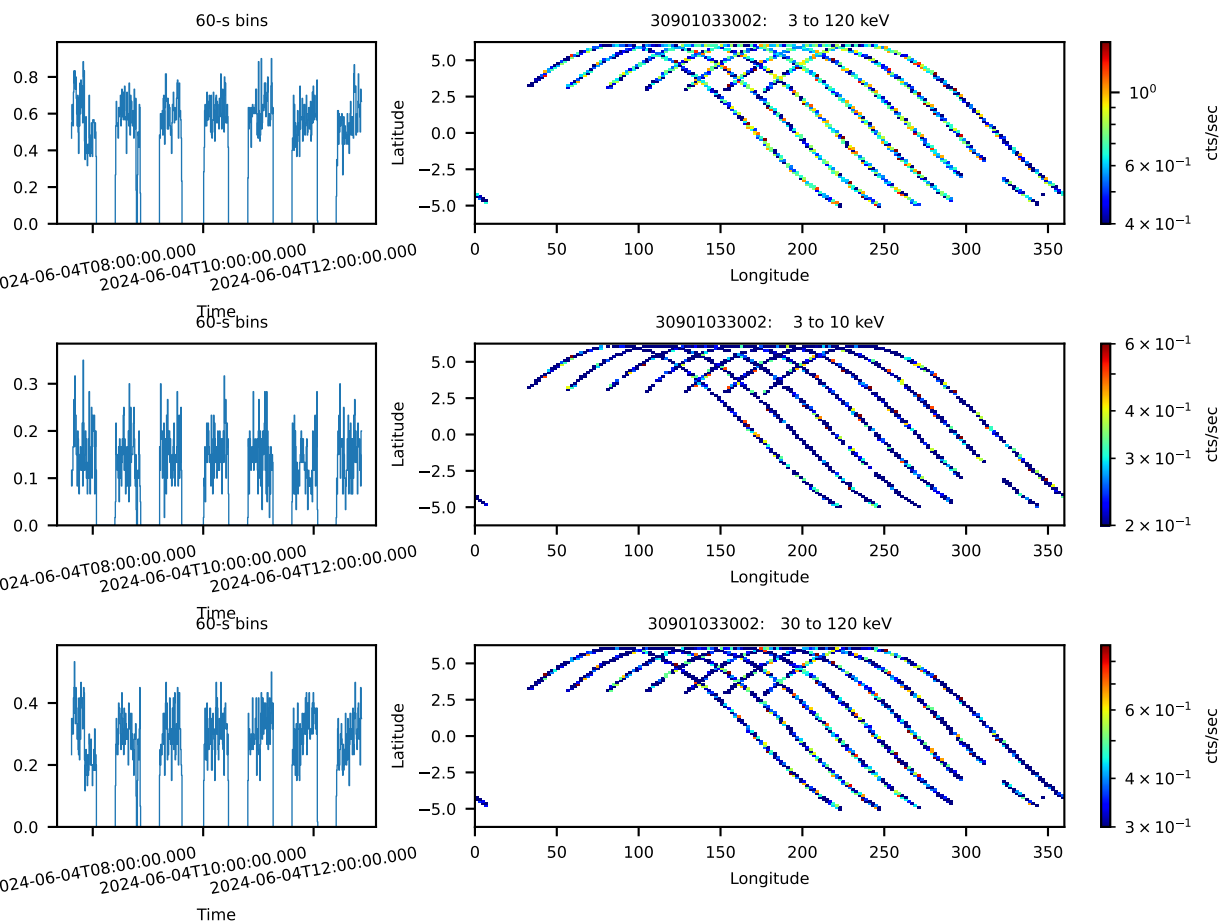 60-s bins
30901033002: 3 to 120 keV
0.8
0.6
0.4
0.2
0.0
024-06-04T08:00:00.000
2024-06-04T10:00:00.000
2024-06-04T12:00:00.000
Time
Latitude
5.0
2.5
0.0
−2.5
−5.0
0 50 100 150 200 250 300 350
Longitude
10⁰
6 × 10⁻¹
4 × 10⁻¹
cts/sec
60-s bins
30901033002: 3 to 10 keV
0.3
0.2
0.1
0.0
024-06-04T08:00:00.000
2024-06-04T10:00:00.000
2024-06-04T12:00:00.000
Time
Latitude
5.0
2.5
0.0
−2.5
−5.0
0 50 100 150 200 250 300 350
Longitude
6 × 10⁻¹
4 × 10⁻¹
3 × 10⁻¹
2 × 10⁻¹
cts/sec
60-s bins
30901033002: 30 to 120 keV
0.4
0.2
0.0
024-06-04T08:00:00.000
2024-06-04T10:00:00.000
2024-06-04T12:00:00.000
Time
Latitude
5.0
2.5
0.0
−2.5
−5.0
0 50 100 150 200 250 300 350
Longitude
6 × 10⁻¹
4 × 10⁻¹
3 × 10⁻¹
cts/sec